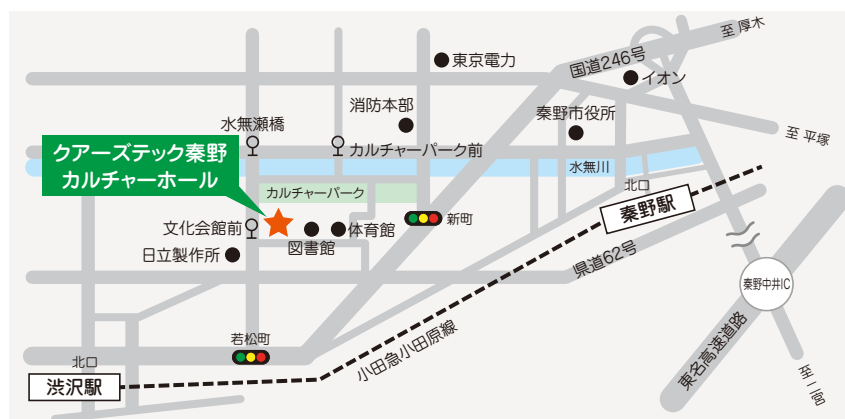 至 厚木
国道246号
東京電力
イオン
消防本部
秦野市役所
水無瀬橋
至 平塚
クアーズテック秦野
カルチャーホール
カルチャーパーク前
水無川
北口
カルチャーパーク
秦野駅
文化会館前
体育館
新町
図書館
日立製作所
県道62号
秦野中井IC
若松町
小田急小田原線
東名高速道路
北口
渋沢駅
至 二宮